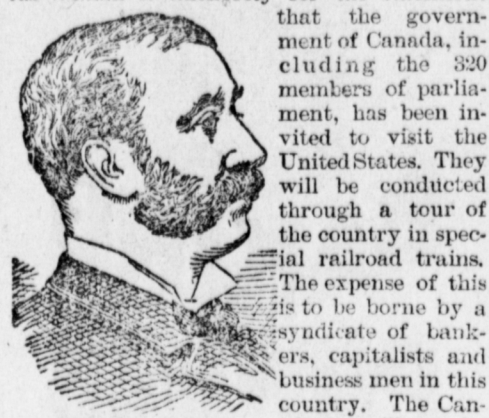 that the govern-
ment of Canada, in-
cluding the 320
members of parlia-
ment, has been in-
vited to visit the
United States. They
will be conducted
through a tour of
the country in spec-
ial railroad trains.
The expense of this
is to be borne by a
syndicate of bank-
ers, capitalists and
business men in this
country. The Can-